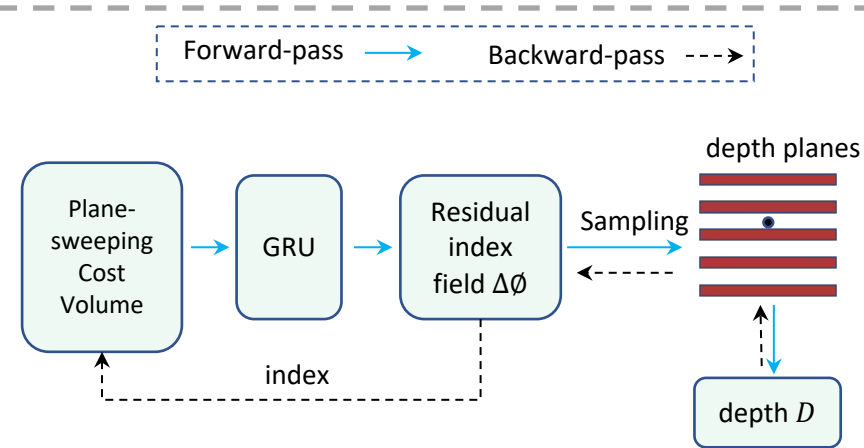 Forward-pass
Backward-pass
depth planes
Plane-
sweeping
Cost
Volume
GRU
Residual
index
field ΔØ
Sampling
index
depth D